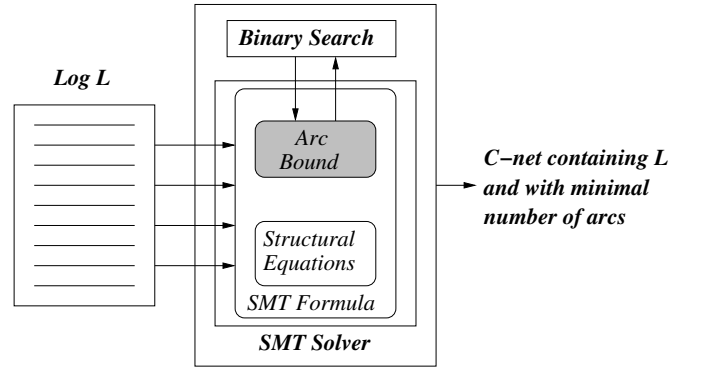 Binary Search
Log L
Arc
Bound
C–net containing L
and with minimal
number of arcs
Structural
Equations
SMT Formula
SMT Solver